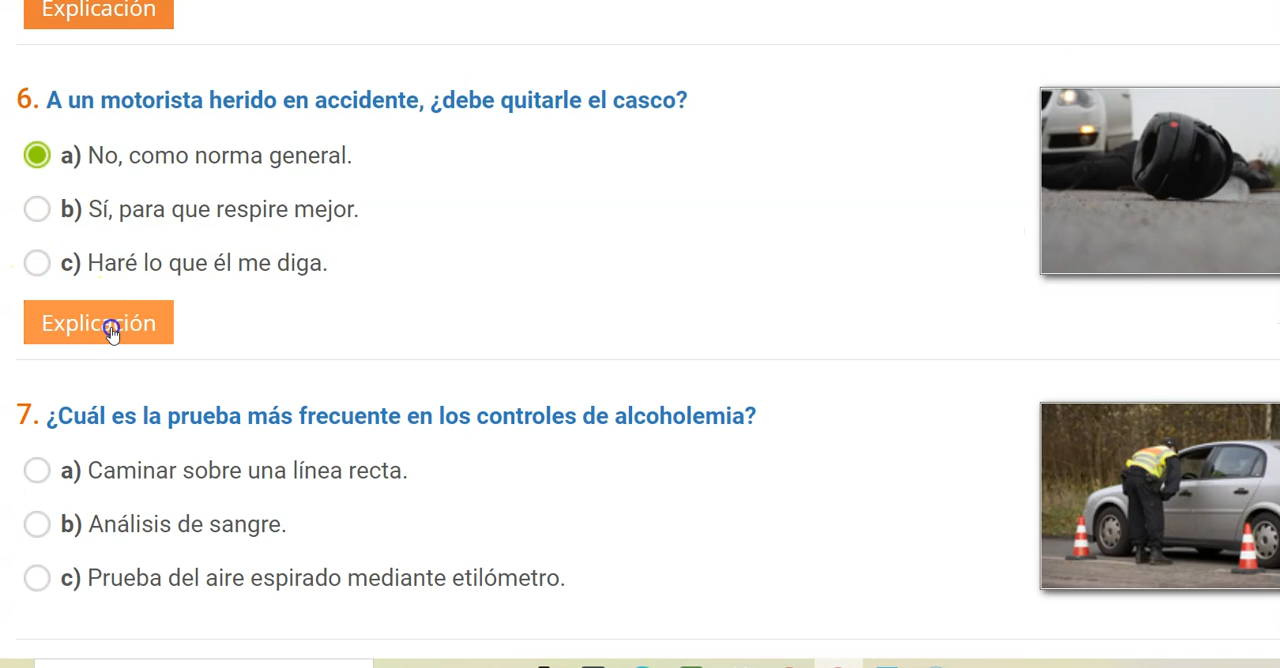 Explicación
6. A un motorista herido en accidente, ¿debe quitarle el casco?
a) No, como norma general.
b) Sí, para que respire mejor.
c) Haré lo que él me diga.
Explicación
7. ¿Cuál es la prueba más frecuente en los controles de alcoholemia?
a) Caminar sobre una línea recta.
b) Análisis de sangre.
c) Prueba del aire espirado mediante etilómetro.